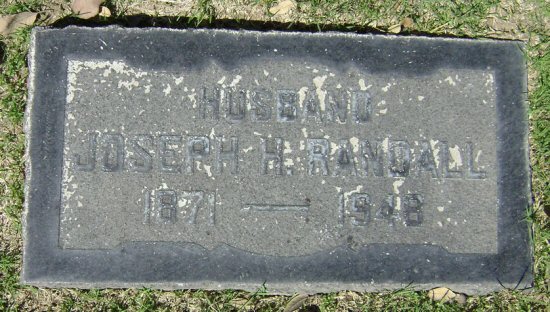 HUSBAND
JOSEPH H. RANDALL
1871 — 1948